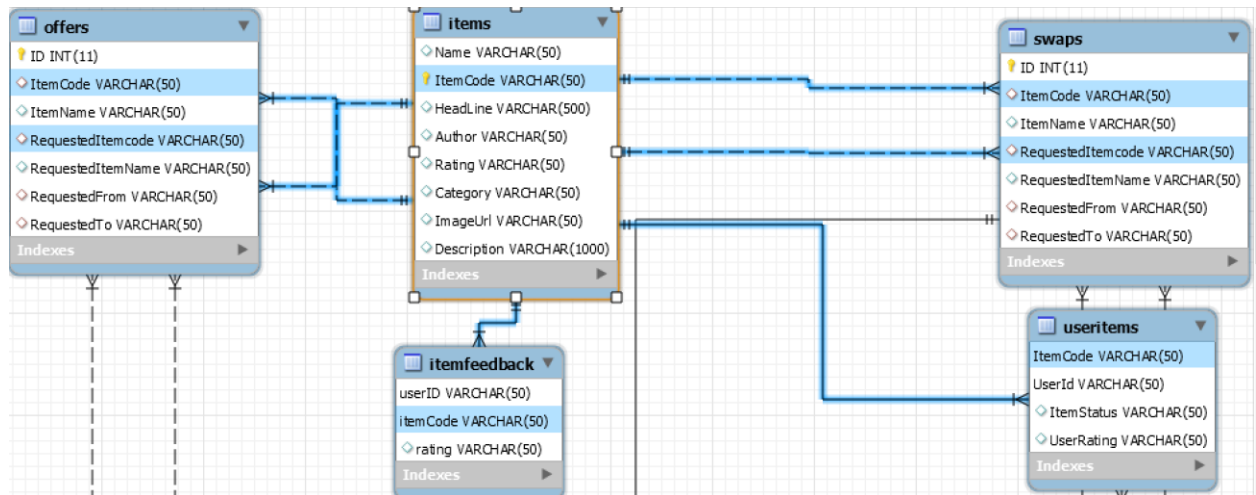 offers
ID INT(11)
ItemCode VARCHAR(50)
ItemName VARCHAR(50)
RequestedItemcode VARCHAR(50)
RequestedItemName VARCHAR(50)
RequestedFrom VARCHAR(50)
RequestedTo VARCHAR(50)
Indexes
items
Name VARCHAR(50)
ItemCode VARCHAR(50)
HeadLine VARCHAR(500)
Author VARCHAR(50)
Rating VARCHAR(50)
Category VARCHAR(50)
ImageUrl VARCHAR(50)
Description VARCHAR(1000)
Indexes
swaps
ID INT(11)
ItemCode VARCHAR(50)
ItemName VARCHAR(50)
RequestedItemcode VARCHAR(50)
RequestedItemName VARCHAR(50)
RequestedFrom VARCHAR(50)
RequestedTo VARCHAR(50)
Indexes
itemfeedback
userID VARCHAR(50)
itemCode VARCHAR(50)
rating VARCHAR(50)
Indexes
useritems
ItemCode VARCHAR(50)
UserId VARCHAR(50)
ItemStatus VARCHAR(50)
UserRating VARCHAR(50)
Indexes